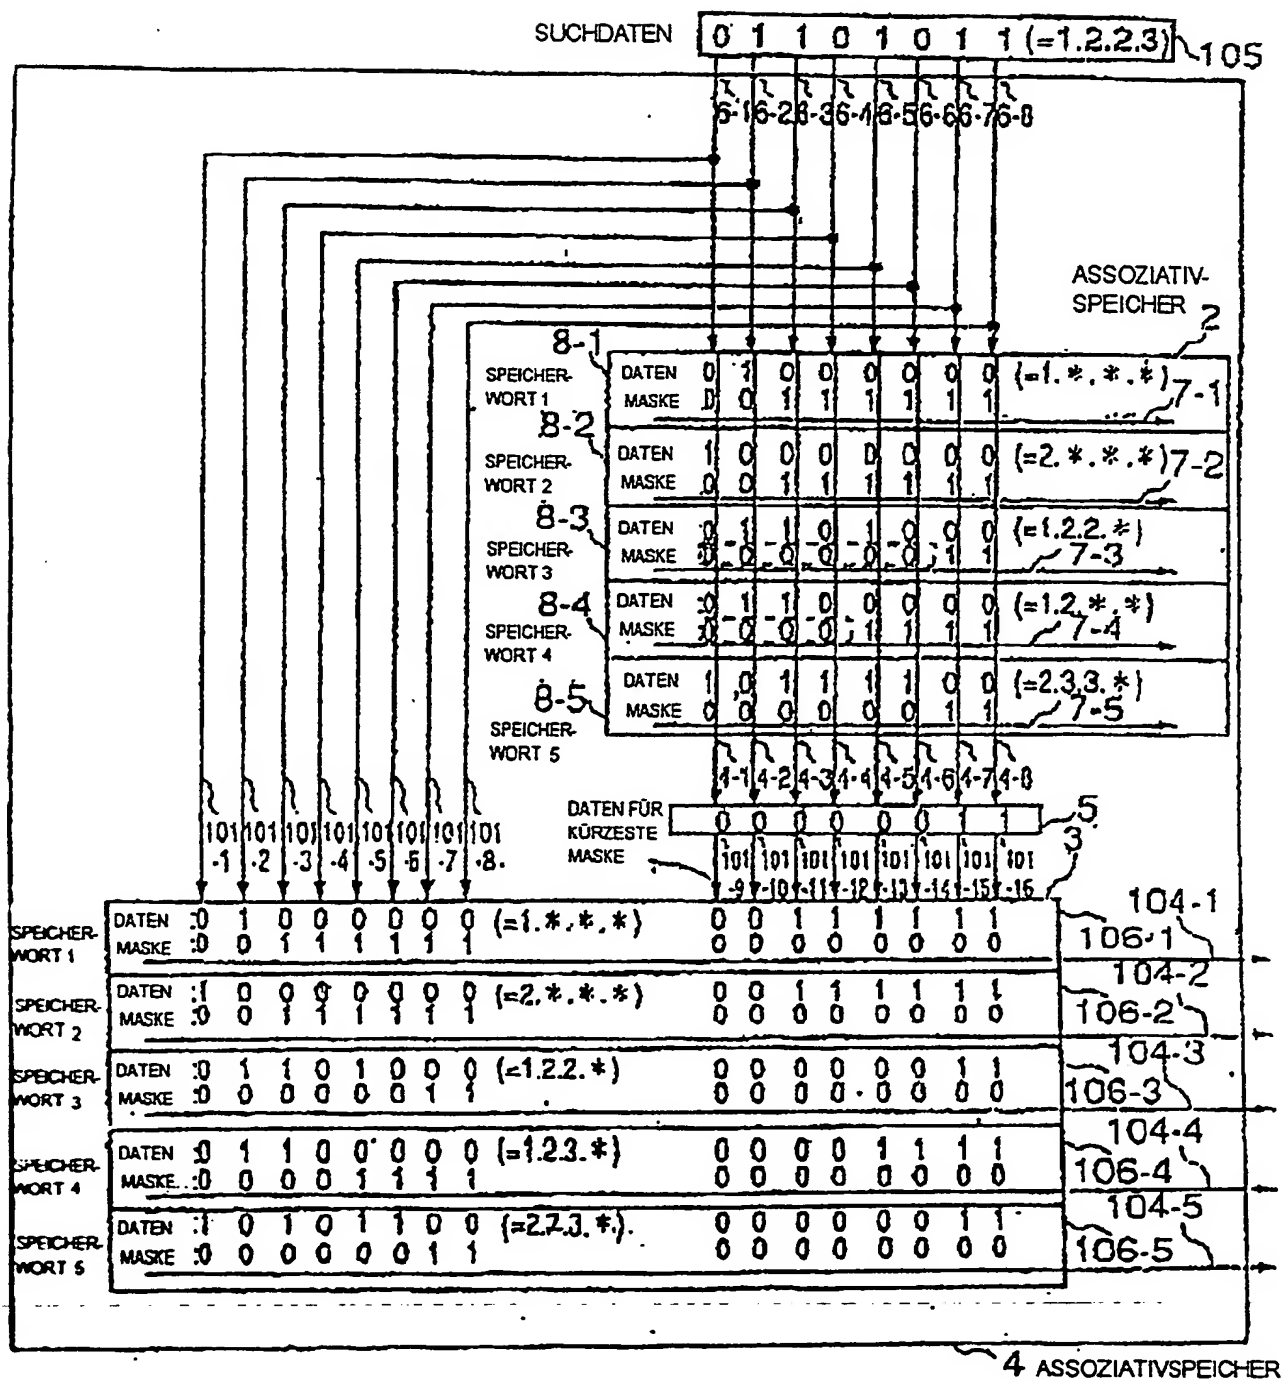 SUCHDATEN 0 1 1 0 1 0 1 1 (=1.2.2.3) 105
6-1 6-2 6-3 6-4 6-5 6-6 6-7 6-8
ASSOZIATIV-
SPEICHER
2
8-1
SPEICHER-
WORT 1
DATEN 0 1 0 0 0 0 0 0 (=1.*.*.*)
MASKE 0 0 1 1 1 1 1 1
7-1
8-2
SPEICHER-
WORT 2
DATEN 1 0 0 0 0 0 0 0 (=2.*.*.*)
MASKE 0 0 1 1 1 1 1 1
7-2
8-3
SPEICHER-
WORT 3
DATEN 0 1 1 0 1 0 0 0 (=1.2.2.*)
MASKE 0 0 0 0 0 0 1 1
7-3
8-4
SPEICHER-
WORT 4
DATEN :0 1 1 0 0 0 0 0 (=1.2.*.*)
MASKE :0 0 0 0 1 1 1 1
7-4
8-5
SPEICHER-
WORT 5
DATEN 1 0 1 1 1 1 0 0 (=2.3.3.*)
MASKE 0 0 0 0 0 0 1 1
7-5
4-1 4-2 4-3 4-4 4-5 4-6 4-7 4-8
DATEN FÜR
KÜRZESTE
MASKE
0 0 0 0 0 0 1 1
5
3
101 101 101 101 101 101 101 101
-1 -2 -3 -4 -5 -6 -7 -8
101 101 101 101 101 101 101 101
-9 -10 -11 -12 -13 -14 -15 -16
SPEICHER-
WORT 1
DATEN :0 1 0 0 0 0 0 0 (=1.*.*.*) 0 0 1 1 1 1 1 1
MASKE :0 0 1 1 1 1 1 1 0 0 0 0 0 0 0 0
104-1
106-1
SPEICHER-
WORT 2
DATEN :1 0 0 0 0 0 0 0 (=2.*.*.*) 0 0 1 1 1 1 1 1
MASKE :0 0 1 1 1 1 1 1 0 0 0 0 0 0 0 0
104-2
106-2
SPEICHER-
WORT 3
DATEN :0 1 1 0 1 0 0 0 (=1.2.2.*) 0 0 0 0 0 0 1 1
MASKE :0 0 0 0 0 0 1 1 0 0 0 0 0 0 0 0
104-3
106-3
SPEICHER-
WORT 4
DATEN :0 1 1 0 0 0 0 0 (=1.2.3.*) 0 0 0 0 1 1 1 1
MASKE :0 0 0 0 1 1 1 1 0 0 0 0 0 0 0 0
104-4
106-4
SPEICHER-
WORT 5
DATEN :1 0 1 0 1 1 0 0 (=2.2.3.*) 0 0 0 0 0 0 1 1
MASKE :0 0 0 0 0 0 1 1 0 0 0 0 0 0 0 0
104-5
106-5
4 ASSOZIATIVSPEICHER